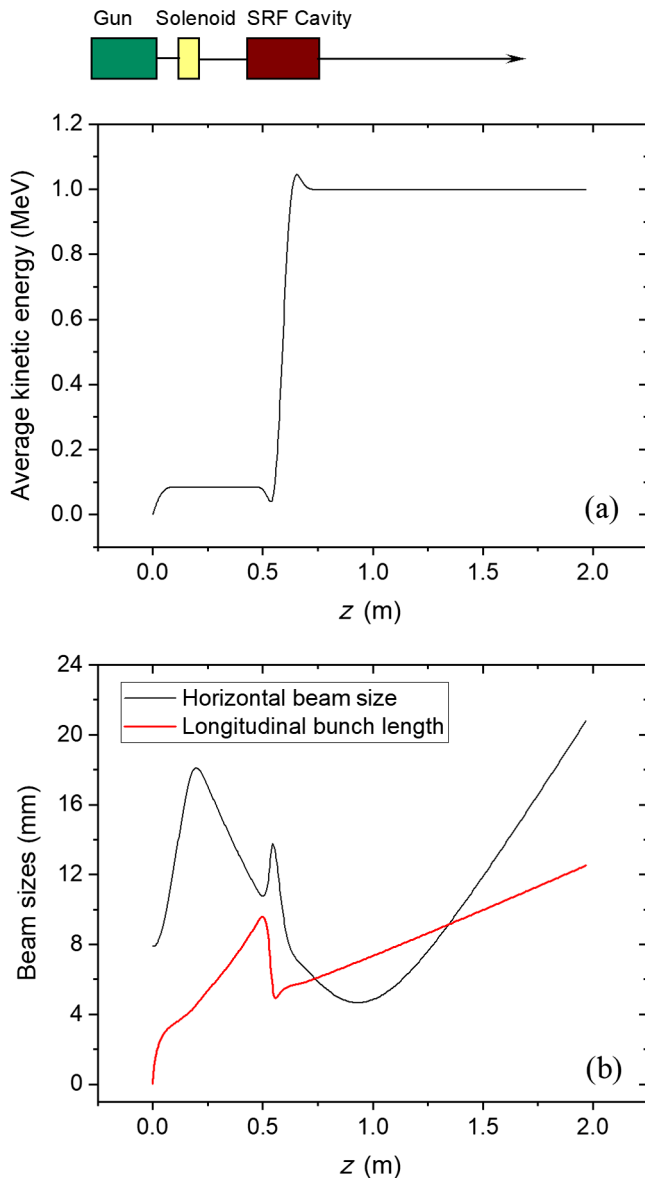 Gun Solenoid SRF Cavity
1.2
1.0
0.8
0.6
0.4
0.2
0.0
Average kinetic energy (MeV)
(a)
0.0 0.5 1.0 1.5 2.0
z (m)
24
20
16
12
8
4
0
Beam sizes (mm)
Horizontal beam size
Longitudinal bunch length
(b)
0.0 0.5 1.0 1.5 2.0
z (m)